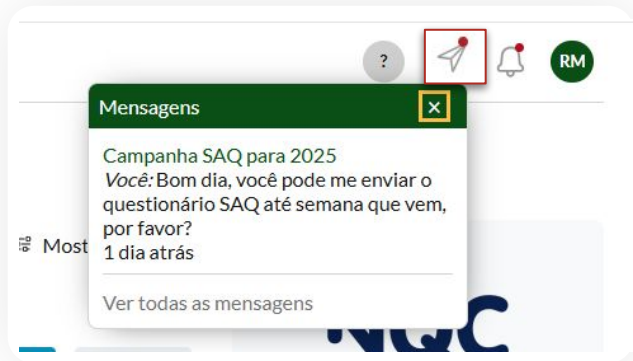 ?
RM
Mensagens
Campanha SAQ para 2025
Você: Bom dia, você pode me enviar o
questionário SAQ até semana que vem,
por favor?
1 dia atrás
Most
Ver todas as mensagens
NQC